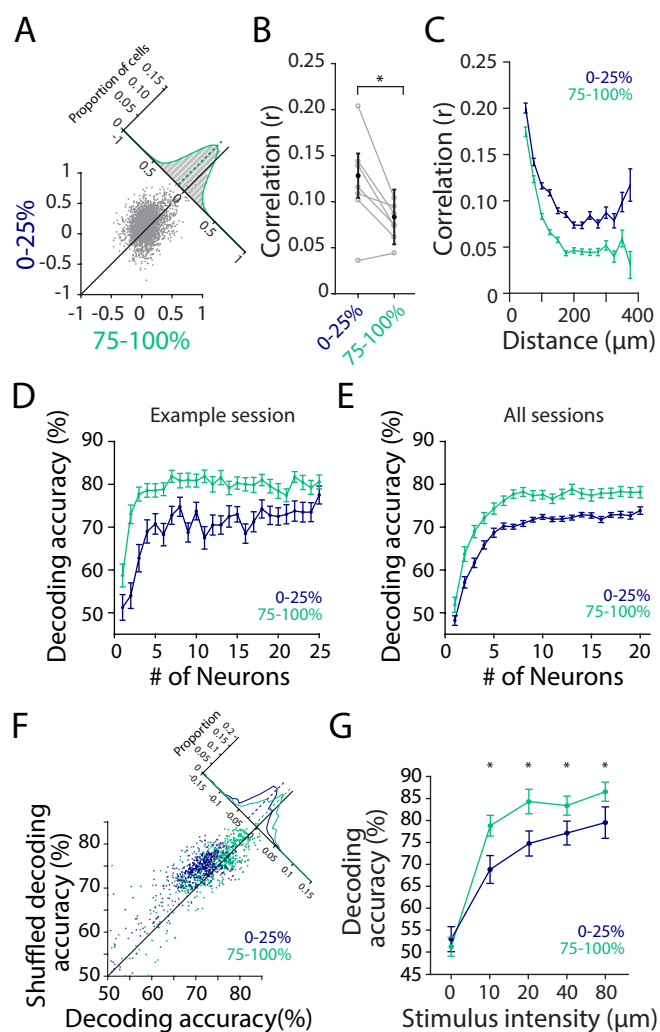 A
Proportion of cells
0.15
0.10
0.05
0
-1
0.5
0
0.5
1
1
0.5
0
-0.5
-1
0-25%
-1 -0.5 0 0.5 1
75-100%
B
*
Correlation (r)
0.25
0.20
0.15
0.10
0.05
0
0-25%
75-100%
C
0-25%
75-100%
Correlation (r)
0.25
0.20
0.15
0.10
0.05
0
0 200 400
Distance (µm)
D
Example session
Decoding accuracy (%)
90
80
70
60
50
0-25%
75-100%
0 5 10 15 20 25
# of Neurons
E
All sessions
Decoding accuracy (%)
90
80
70
60
50
0-25%
75-100%
0 5 10 15 20
# of Neurons
F
Proportion
0.2
0.15
0.1
0.05
0
-0.15
-0.1
-0.05
0
0.05
0.1
0.15
Shuffled decoding
accuracy (%)
80
70
60
50
0-25%
75-100%
50 60 70 80
Decoding accuracy(%)
G
* * * *
Decoding
accuracy (%)
90
85
80
75
70
65
60
55
50
45
0-25%
75-100%
0 10 20 40 80
Stimulus intensity (µm)